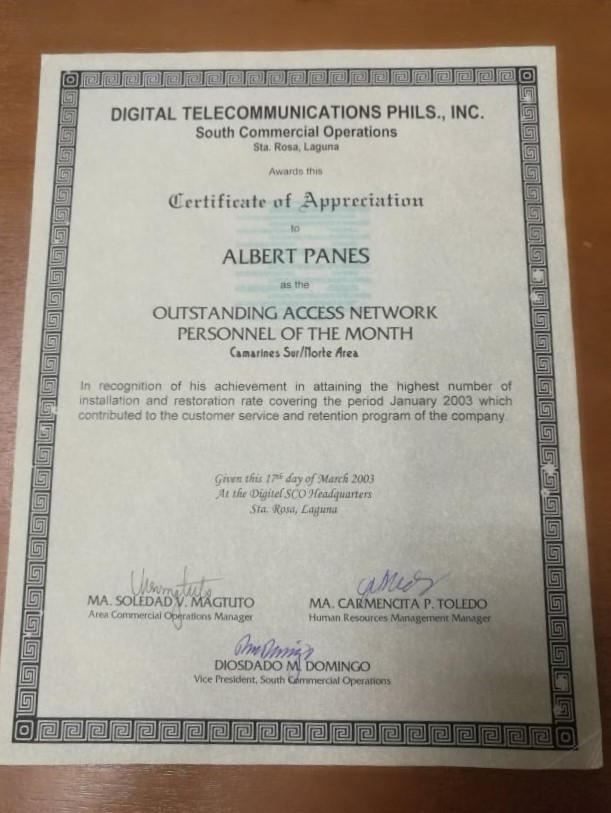 DIGITAL TELECOMMUNICATIONS PHILS., INC.
South Commercial Operations
Sta. Rosa, Laguna
Awards this
Certificate of Appreciation
to
ALBERT PANES
as the
OUTSTANDING ACCESS NETWORK
PERSONNEL OF THE MONTH
Camarines Sur/Norte Area
In recognition of his achievement in attaining the highest number of
installation and restoration rate covering the period January 2003 which
contributed to the customer service and retention program of the company.
Given this 17th day of March 2003
At the Digitel SCO Headquarters
Sta. Rosa, Laguna
MA. SOLEDAD V. MAGTUTO MA. CARMENCITA P. TOLEDO
Area Commercial Operations Manager Human Resources Management Manager
DIOSDADO M. DOMINGO
Vice President, South Commercial Operations